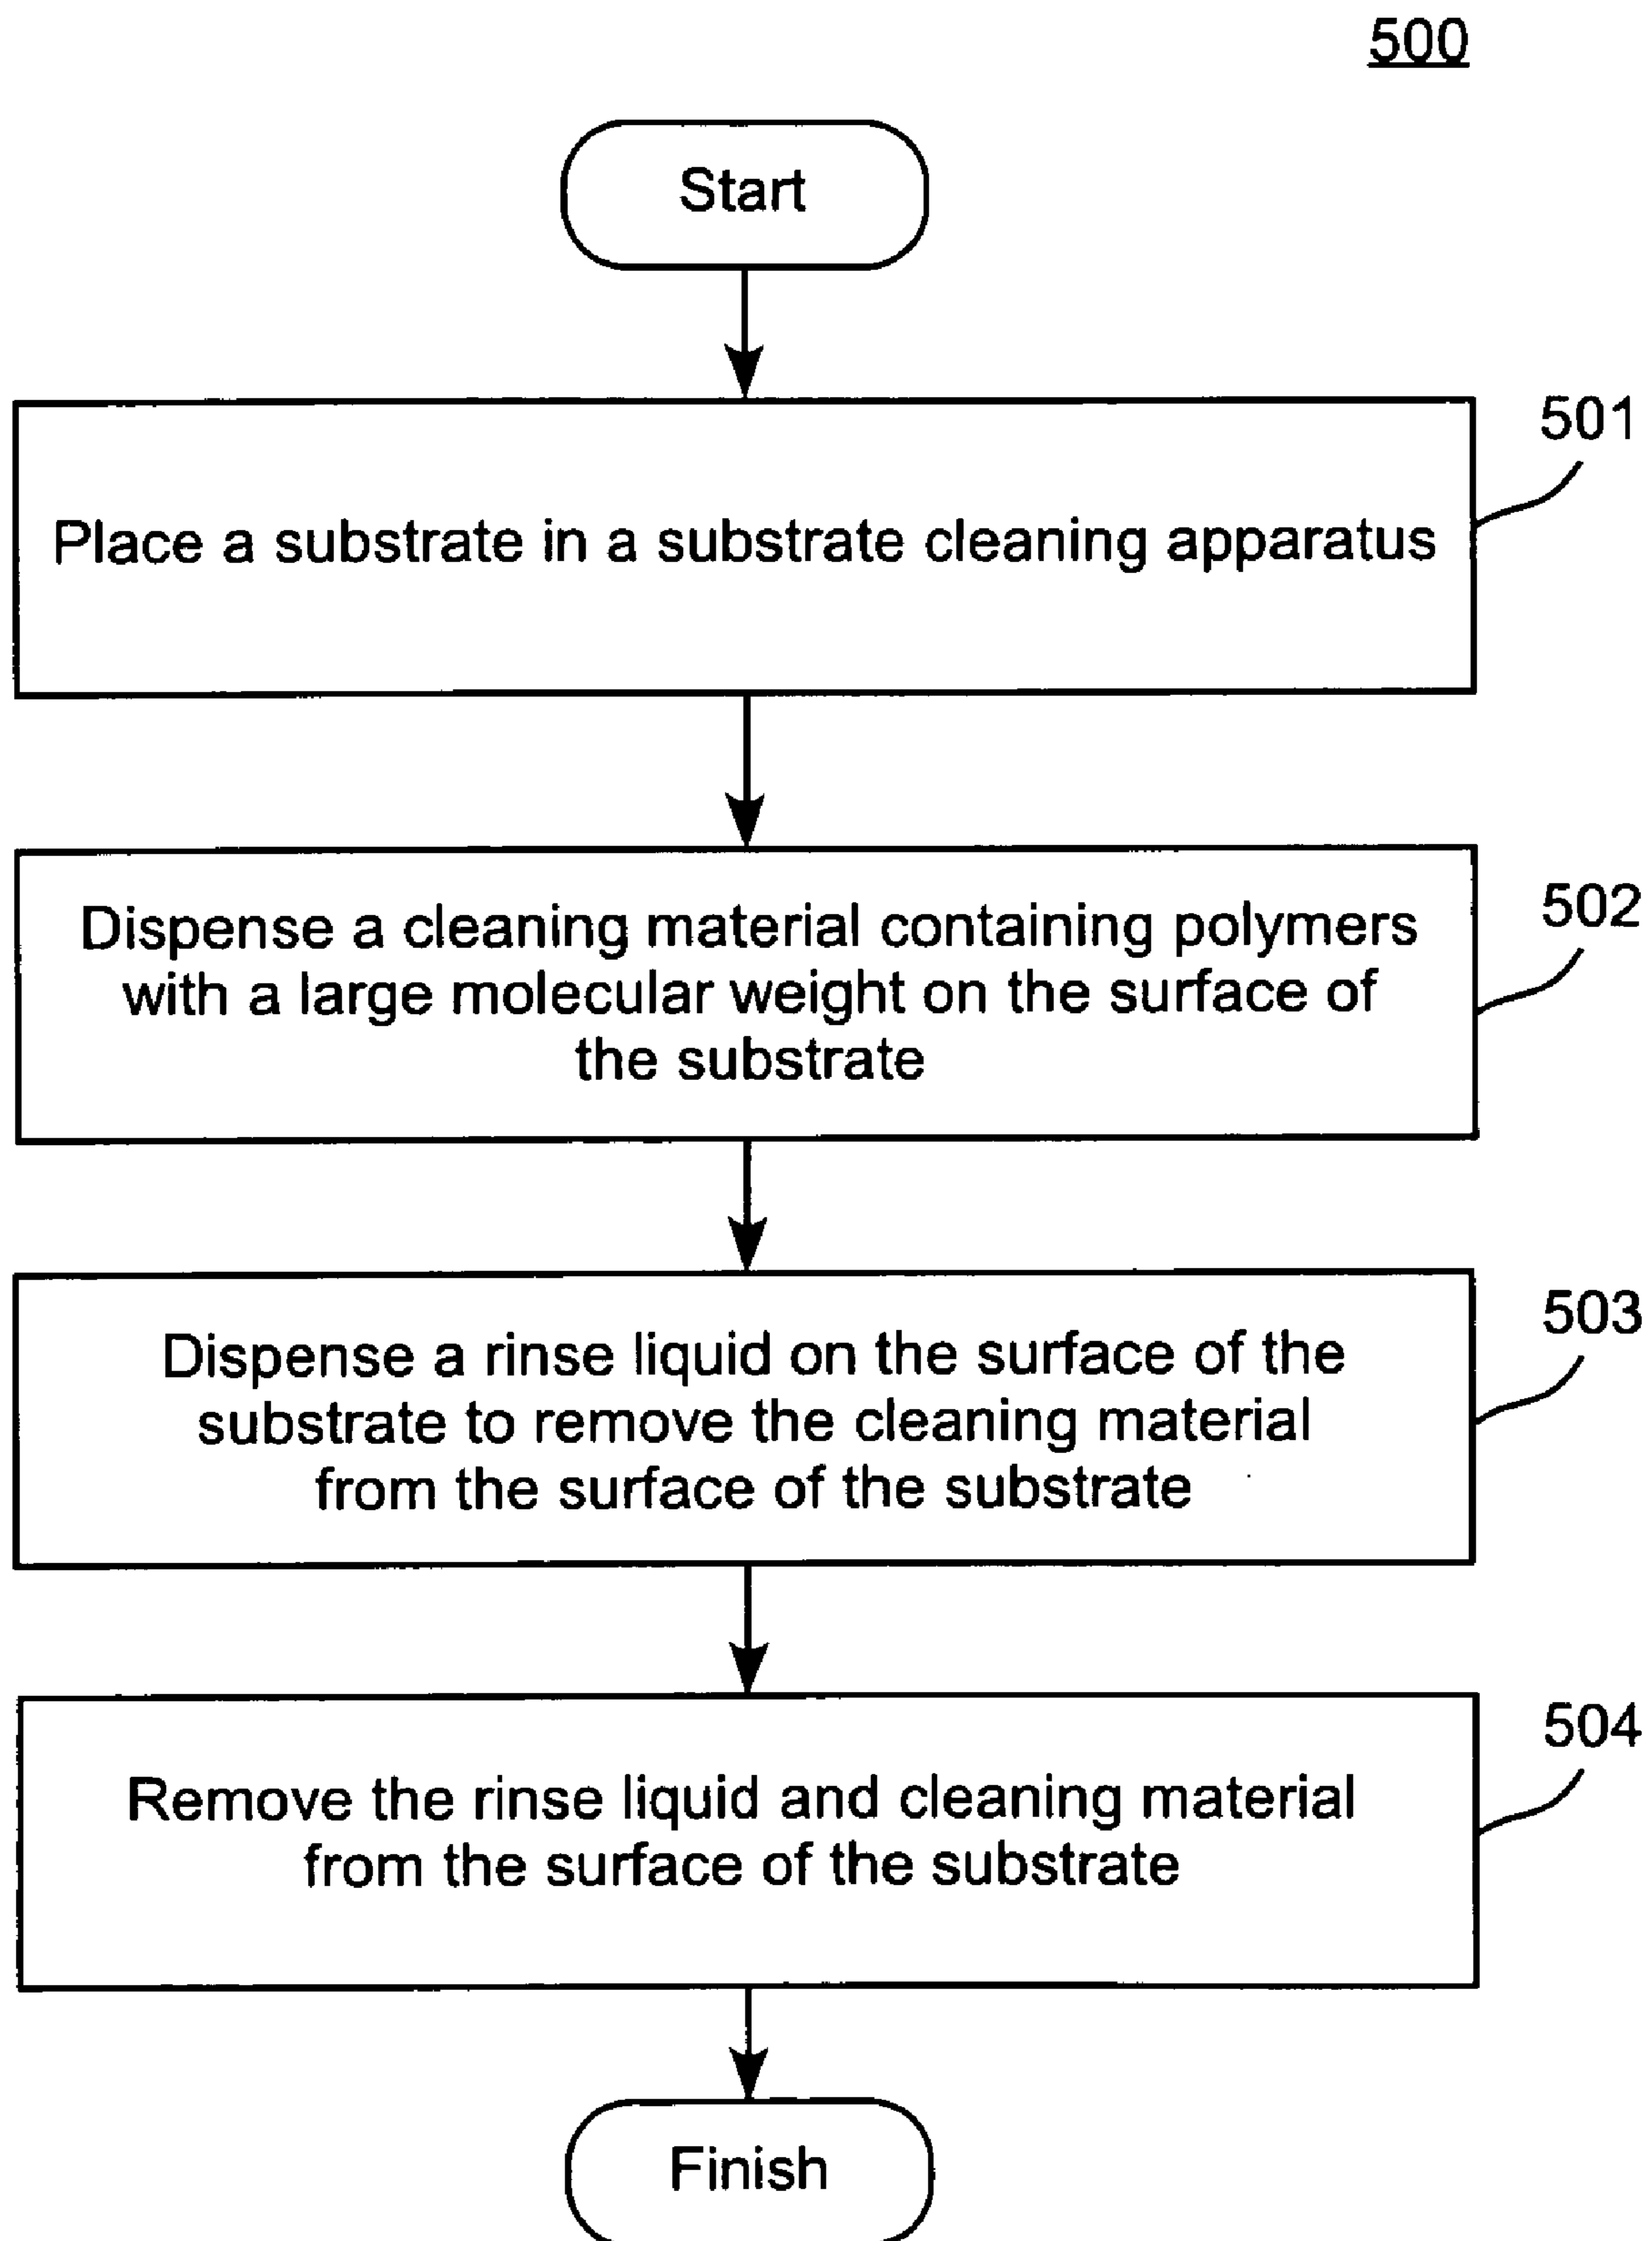 500
Start
501
Place a substrate in a substrate cleaning apparatus
502
Dispense a cleaning material containing polymers
with a large molecular weight on the surface of
the substrate
503
Dispense a rinse liquid on the surface of the
substrate to remove the cleaning material
from the surface of the substrate
504
Remove the rinse liquid and cleaning material
from the surface of the substrate
Finish